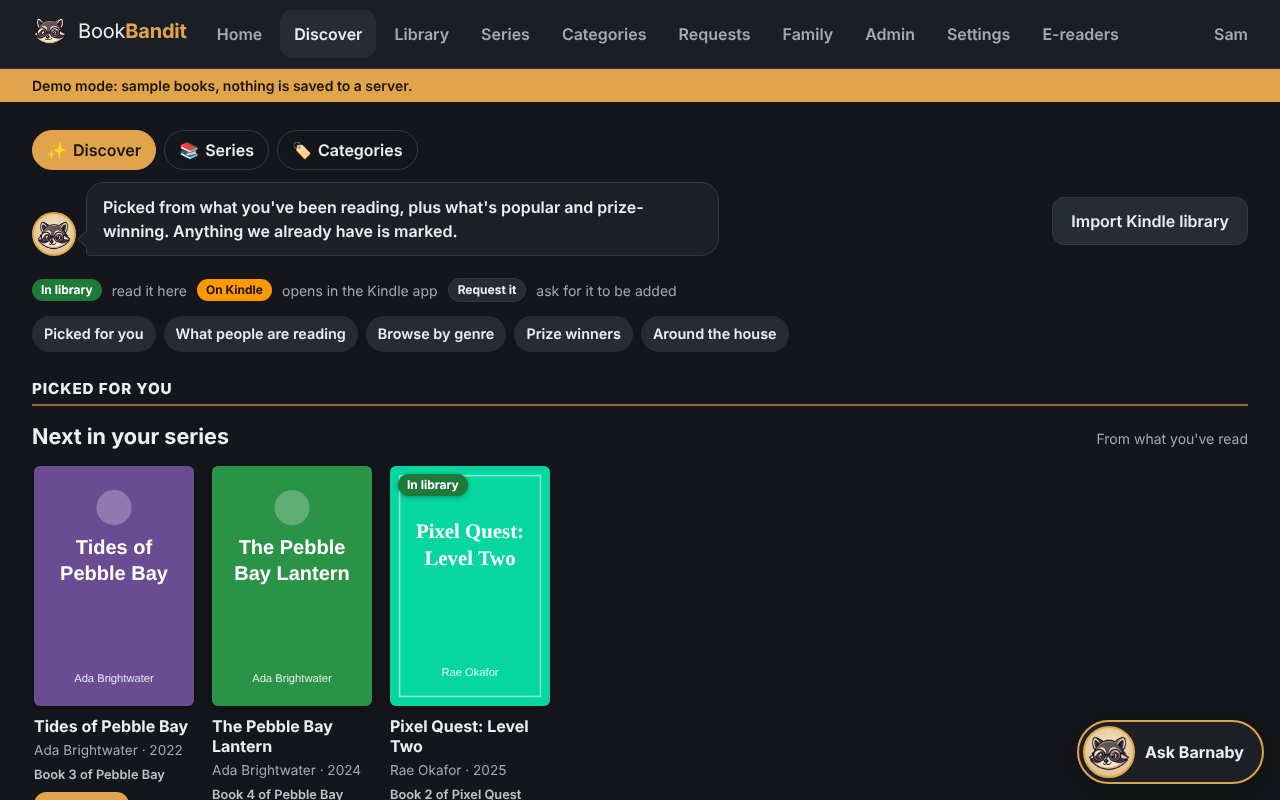 BookBandit
Home
Discover
Library
Series
Categories
Requests
Family
Admin
Settings
E-readers
Sam
Demo mode: sample books, nothing is saved to a server.
✨ Discover
📚 Series
🏷️ Categories
Picked from what you've been reading, plus what's popular and prize-
winning. Anything we already have is marked.
Import Kindle library
In library read it here On Kindle opens in the Kindle app Request it ask for it to be added
Picked for you
What people are reading
Browse by genre
Prize winners
Around the house
PICKED FOR YOU
Next in your series
From what you've read
Tides of
Pebble Bay
Ada Brightwater
The Pebble
Bay Lantern
Ada Brightwater
In library
Pixel Quest:
Level Two
Rae Okafor
Tides of Pebble Bay
Ada Brightwater · 2022
Book 3 of Pebble Bay
The Pebble Bay
Lantern
Ada Brightwater · 2024
Book 4 of Pebble Bay
Pixel Quest: Level
Two
Rae Okafor · 2025
Book 2 of Pixel Quest
Ask Barnaby